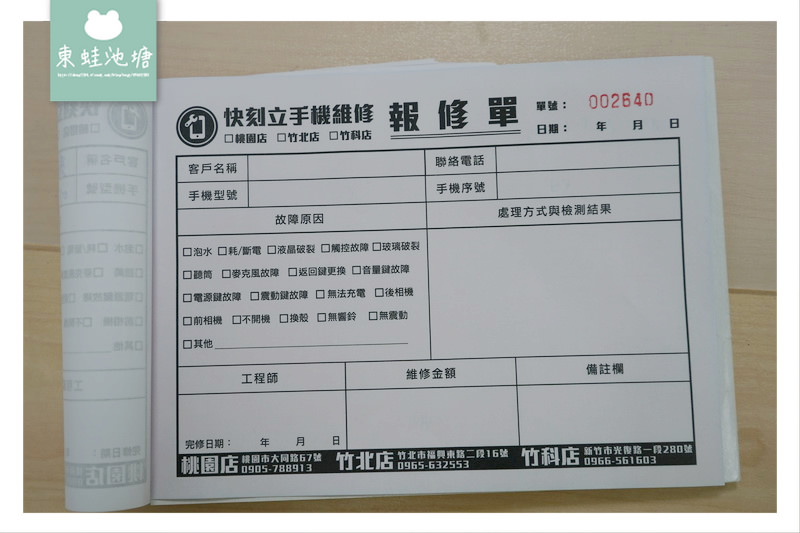 東蛙池塘
快刻立手機維修
□桃園店 □竹北店 □竹科店
報修單
單號： 002640
日期： 年 月 日
客戶名稱 聯絡電話
手機型號 手機序號
故障原因 處理方式與檢測結果
□泡水 □耗/斷電 □液晶破裂 □觸控故障 □玻璃破裂
□聽筒 □麥克風故障 □返回鍵更換 □音量鍵故障
□電源鍵故障 □震動鍵故障 □無法充電 □後相機
□前相機 □不開機 □換殼 □無響鈴 □無震動
□其他
工程師 維修金額 備註欄
完修日期： 年 月 日
桃園店 桃園市大同路67號 0905-788913
竹北店 竹北市福興東路二段16號 0965-632553
竹科店 新竹市光復路一段280號 0966-561603